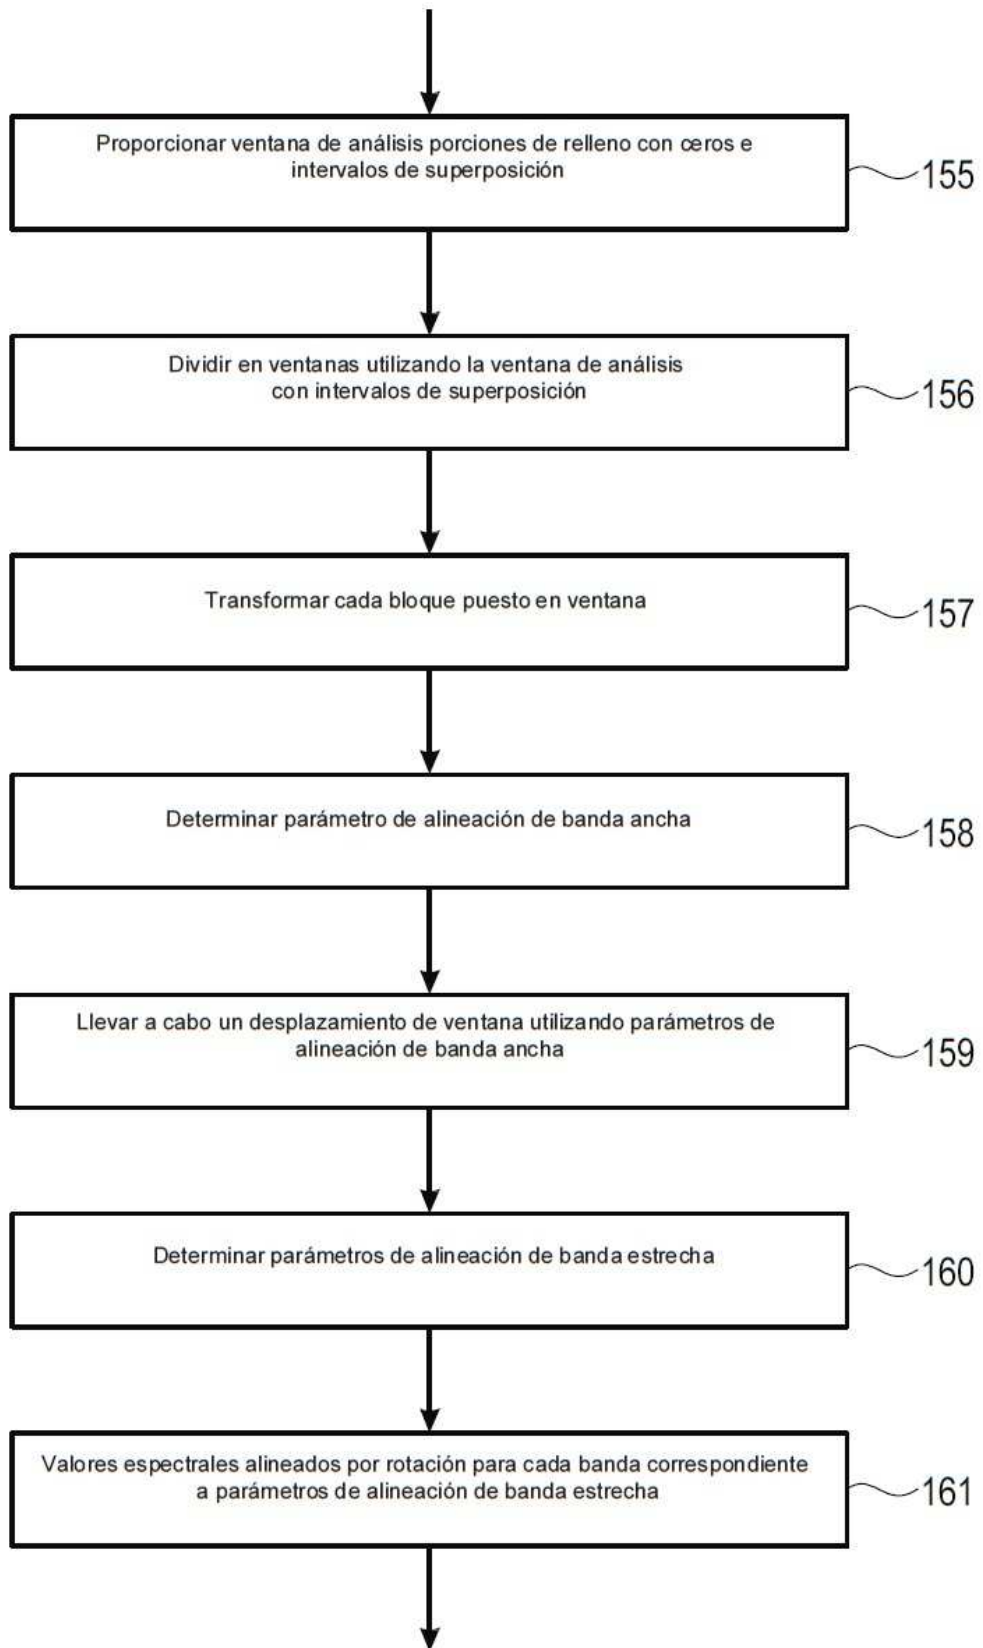 Proporcionar ventana de análisis porciones de relleno con ceros e
intervalos de superposición
155
Dividir en ventanas utilizando la ventana de análisis
con intervalos de superposición
156
Transformar cada bloque puesto en ventana
157
Determinar parámetro de alineación de banda ancha
158
Llevar a cabo un desplazamiento de ventana utilizando parámetros de
alineación de banda ancha
159
Determinar parámetros de alineación de banda estrecha
160
Valores espectrales alineados por rotación para cada banda correspondiente
a parámetros de alineación de banda estrecha
161